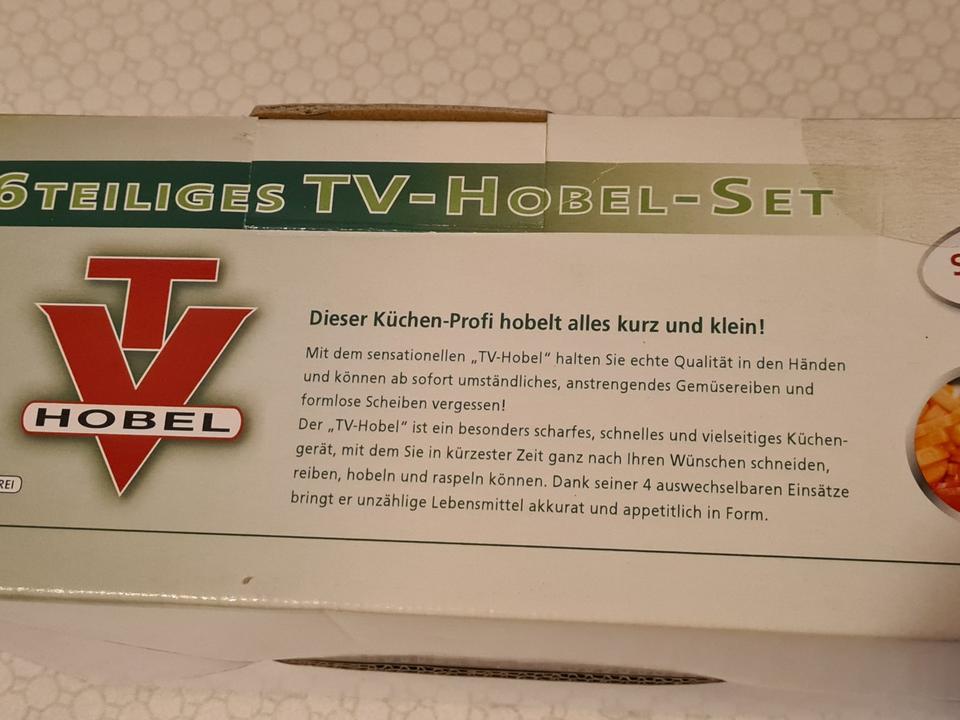 6TEILIGES TV-HOBEL-SET
TV
HOBEL
Dieser Küchen-Profi hobelt alles kurz und klein!
Mit dem sensationellen „TV-Hobel“ halten Sie echte Qualität in den Händen
und können ab sofort umständliches, anstrengendes Gemüsereiben und
formlose Scheiben vergessen!
Der „TV-Hobel“ ist ein besonders scharfes, schnelles und vielseitiges Küchen-
gerät, mit dem Sie in kürzester Zeit ganz nach Ihren Wünschen schneiden,
reiben, hobeln und raspeln können. Dank seiner 4 auswechselbaren Einsätze
bringt er unzählige Lebensmittel akkurat und appetitlich in Form.
REI